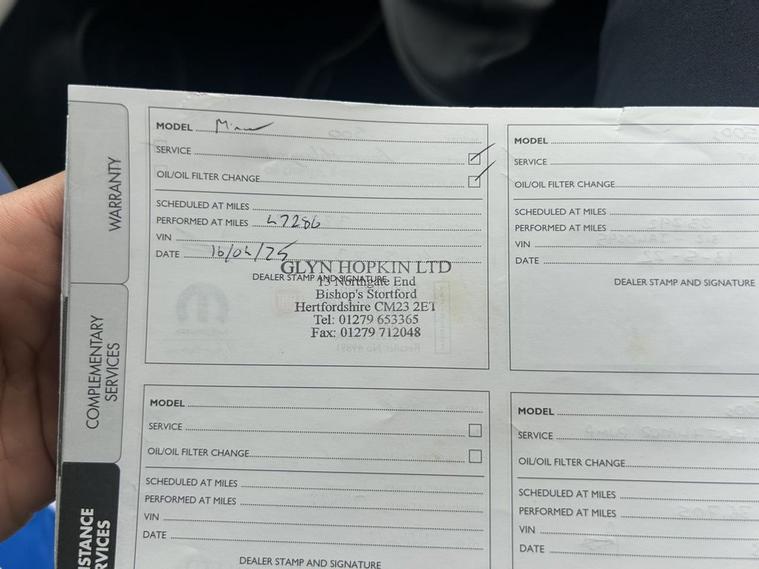 WARRANTY
COMPLEMENTARY
SERVICES
MODEL
SERVICE
OIL/OIL FILTER CHANGE
SCHEDULED AT MILES
PERFORMED AT MILES 47286
VIN
DATE 16/04/25
DEALER STAMP AND SIGNATURE
GLYN HOPKIN LTD
13 Northgate End
Bishop's Stortford
Hertfordshire CM23 2ET
Tel: 01279 653365
Fax: 01279 712048
MODEL
SERVICE
OIL/OIL FILTER CHANGE
SCHEDULED AT MILES
PERFORMED AT MILES
VIN
DATE
DEALER STAMP AND SIGNATURE
MODEL
SERVICE
OIL/OIL FILTER CHANGE
SCHEDULED AT MILES
PERFORMED AT MILES
VIN
DATE
DEALER STAMP AND SIGNATURE
MODEL
SERVICE
OIL/OIL FILTER CHANGE
SCHEDULED AT MILES
PERFORMED AT MILES
VIN
DATE